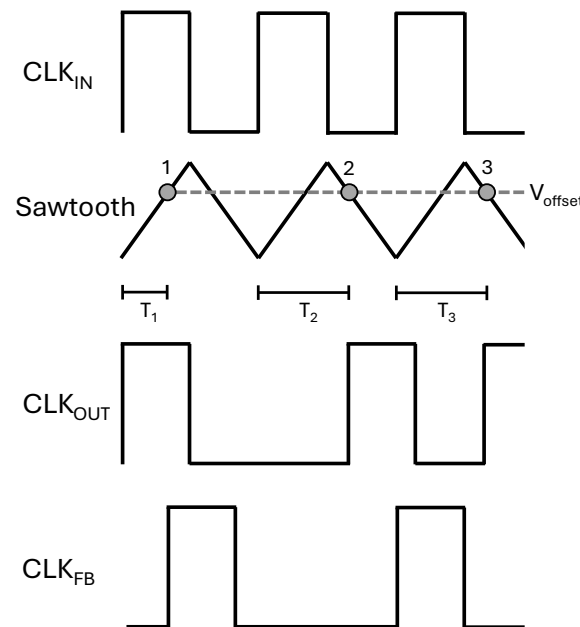 CLK_IN
1 2 3
Sawtooth
V_offset
T_1 T_2 T_3
CLK_OUT
CLK_FB